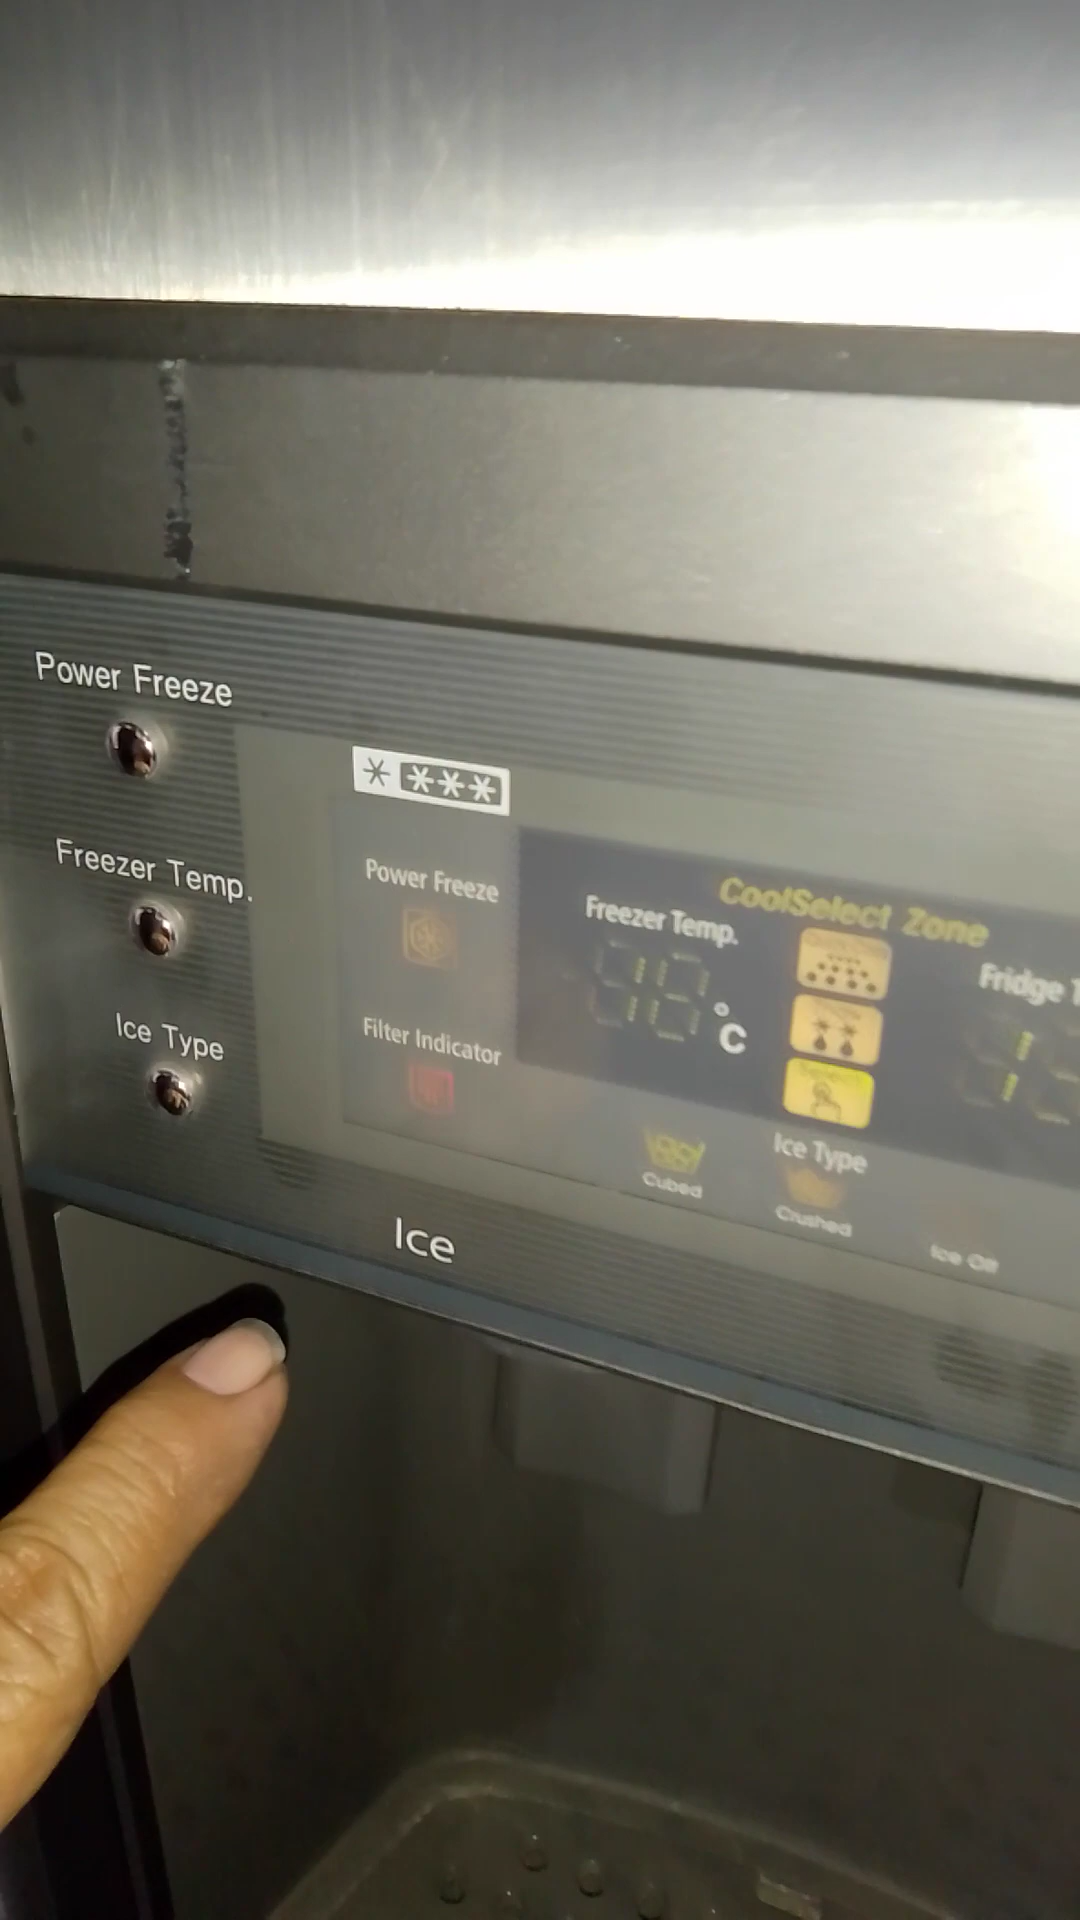 Power Freeze
Freezer Temp.
Ice Type
Power Freeze
Filter Indicator
CoolSelect Zone
Freezer Temp.
°C
Fridge
Ice Type
Cubed
Crushed
Ice Off
Ice